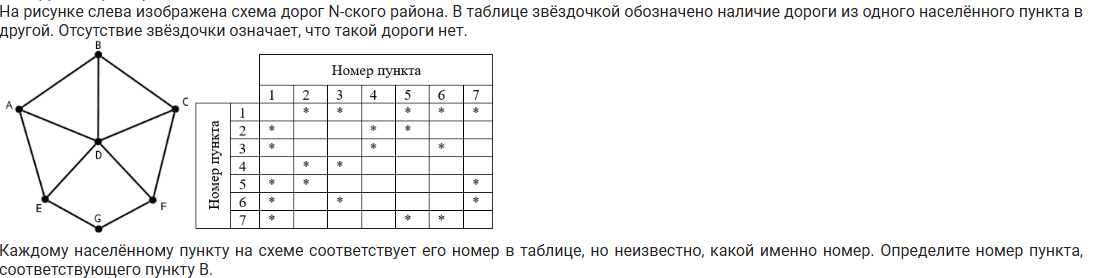 На рисунке слева изображена схема дорог N-ского района. В таблице звёздочкой обозначено наличие дороги из одного населённого пункта в
другой. Отсутствие звёздочки означает, что такой дороги нет.
B
A
C
D
E
F
G
Номер пункта
1 2 3 4 5 6 7
Номер пункта
1 * * * * *
2 * * *
3 * * *
4 * *
5 * * *
6 * * *
7 * * *
Каждому населённому пункту на схеме соответствует его номер в таблице, но неизвестно, какой именно номер. Определите номер пункта,
соответствующего пункту B.